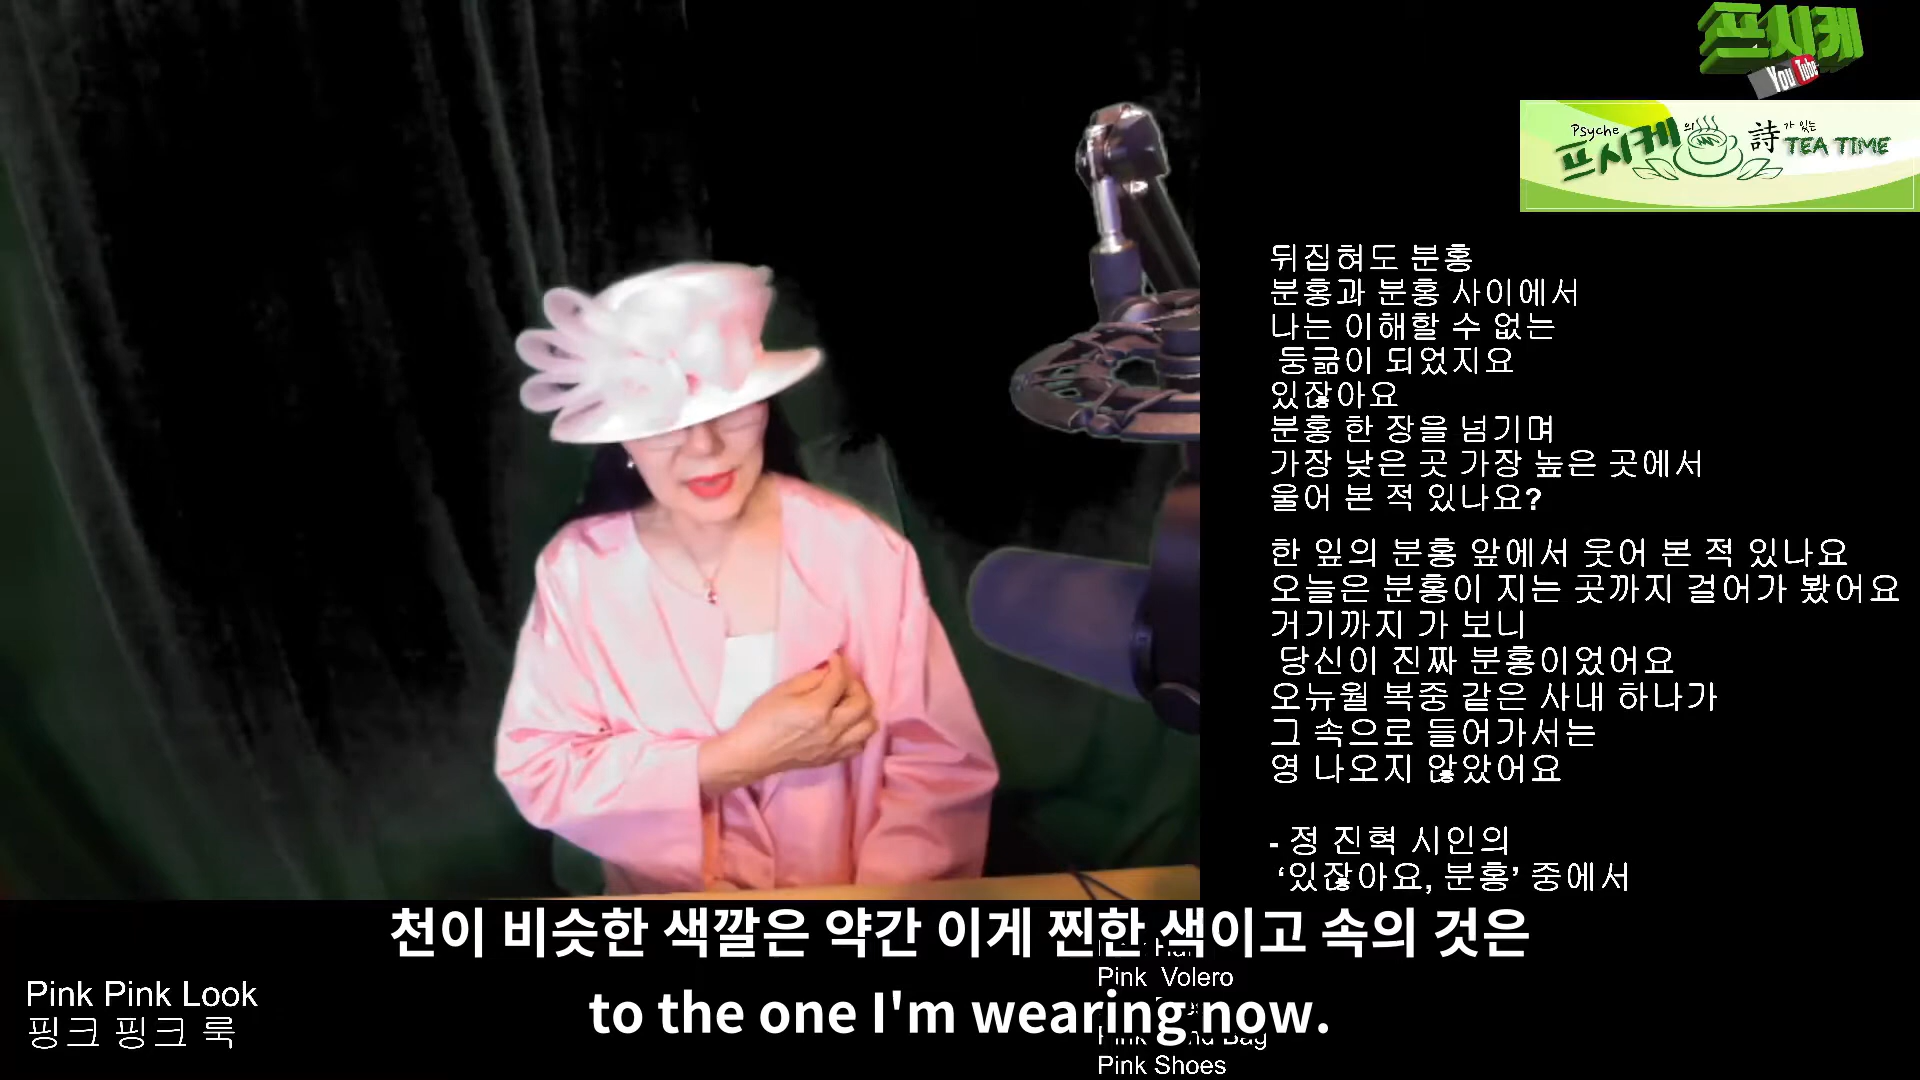 프시케
YouTube
Psyche
프시케의 詩가 있는 TEA TIME
뒤집혀도 분홍
분홍과 분홍 사이에서
나는 이해할 수 없는
둥긂이 되었지요
있잖아요
분홍 한 장을 넘기며
가장 낮은 곳 가장 높은 곳에서
울어 본 적 있나요?
한 잎의 분홍 앞에서 웃어 본 적 있나요
오늘은 분홍이 지는 곳까지 걸어가 봤어요
거기까지 가 보니
당신이 진짜 분홍이었어요
오뉴월 복중 같은 사내 하나가
그 속으로 들어가서는
영 나오지 않았어요
- 정 진혁 시인의
‘있잖아요, 분홍’ 중에서
천이 비슷한 색깔은 약간 이게 찐한 색이고 속의 것은
to the one I'm wearing now.
Pink Pink Look
핑크 핑크 룩
Pink Volero
Pink Bag
Pink Shoes